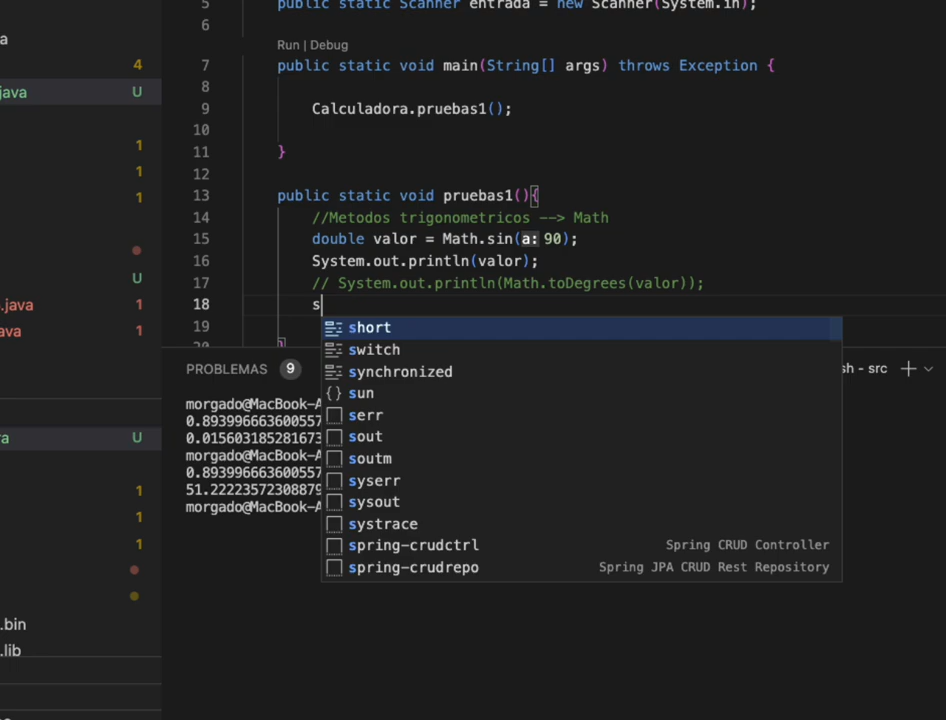 5 public static Scanner entrada = new Scanner(System.in);
6
Run | Debug
7 public static void main(String[] args) throws Exception {
8
9 Calculadora.pruebas1();
10
11 }
12
13 public static void pruebas1(){
14 //Metodos trigonometricos --> Math
15 double valor = Math.sin(a: 90);
16 System.out.println(valor);
17 // System.out.println(Math.toDegrees(valor));
18 s
19
20 }
short
switch
synchronized
sun
serr
sout
soutm
syserr
sysout
systrace
spring-crudctrl Spring CRUD Controller
spring-crudrepo Spring JPA CRUD Rest Repository
PROBLEMAS 9
sh - src
morgado@MacBook-A
0.893996663600557
0.015603185281673
morgado@MacBook-A
0.893996663600557
51.22223572308879
morgado@MacBook-A
a
4
java U
1
1
1
U
.java 1
ava 1
ra U
1
1
1
.bin
.lib